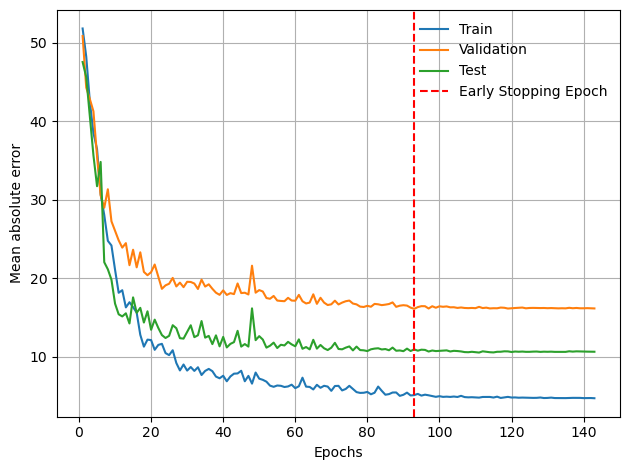 Train
Validation
Test
Early Stopping Epoch
Mean absolute error
50
40
30
20
10
0 20 40 60 80 100 120 140
Epochs